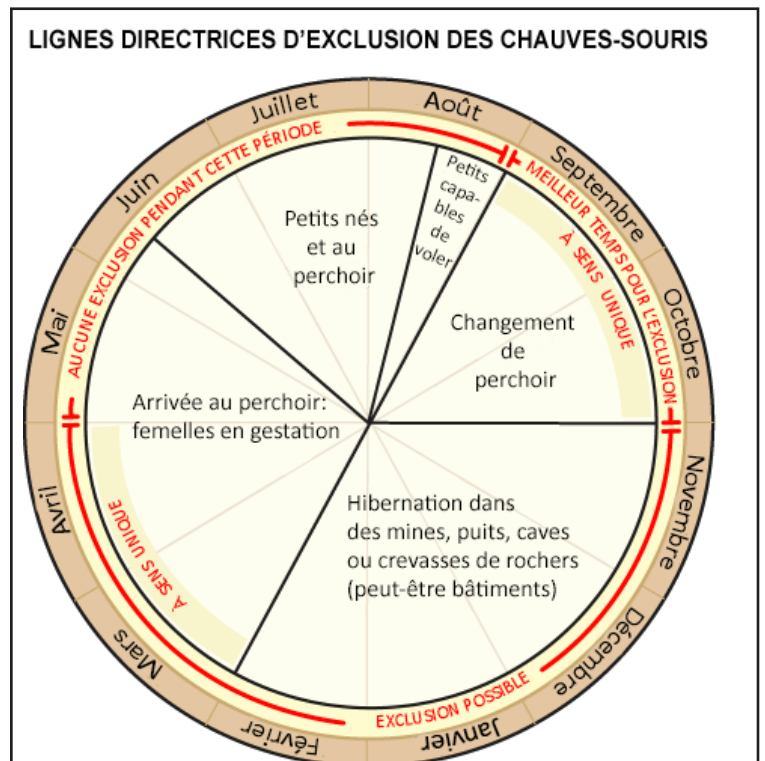 LIGNES DIRECTRICES D'EXCLUSION DES CHAUVES-SOURIS
Janvier
Février
Mars
Avril
Mai
Juin
Juillet
Août
Septembre
Octobre
Novembre
Décembre
AUCUNE EXCLUSION PENDANT CETTE PÉRIODE
MEILLEUR TEMPS POUR L'EXCLUSION
À SENS UNIQUE
EXCLUSION POSSIBLE
À SENS UNIQUE
Petits nés
et au
perchoir
Petits
capa-
bles
de
voler
Changement
de
perchoir
Arrivée au perchoir:
femelles en gestation
Hibernation dans
des mines, puits, caves
ou crevasses de rochers
(peut-être bâtiments)